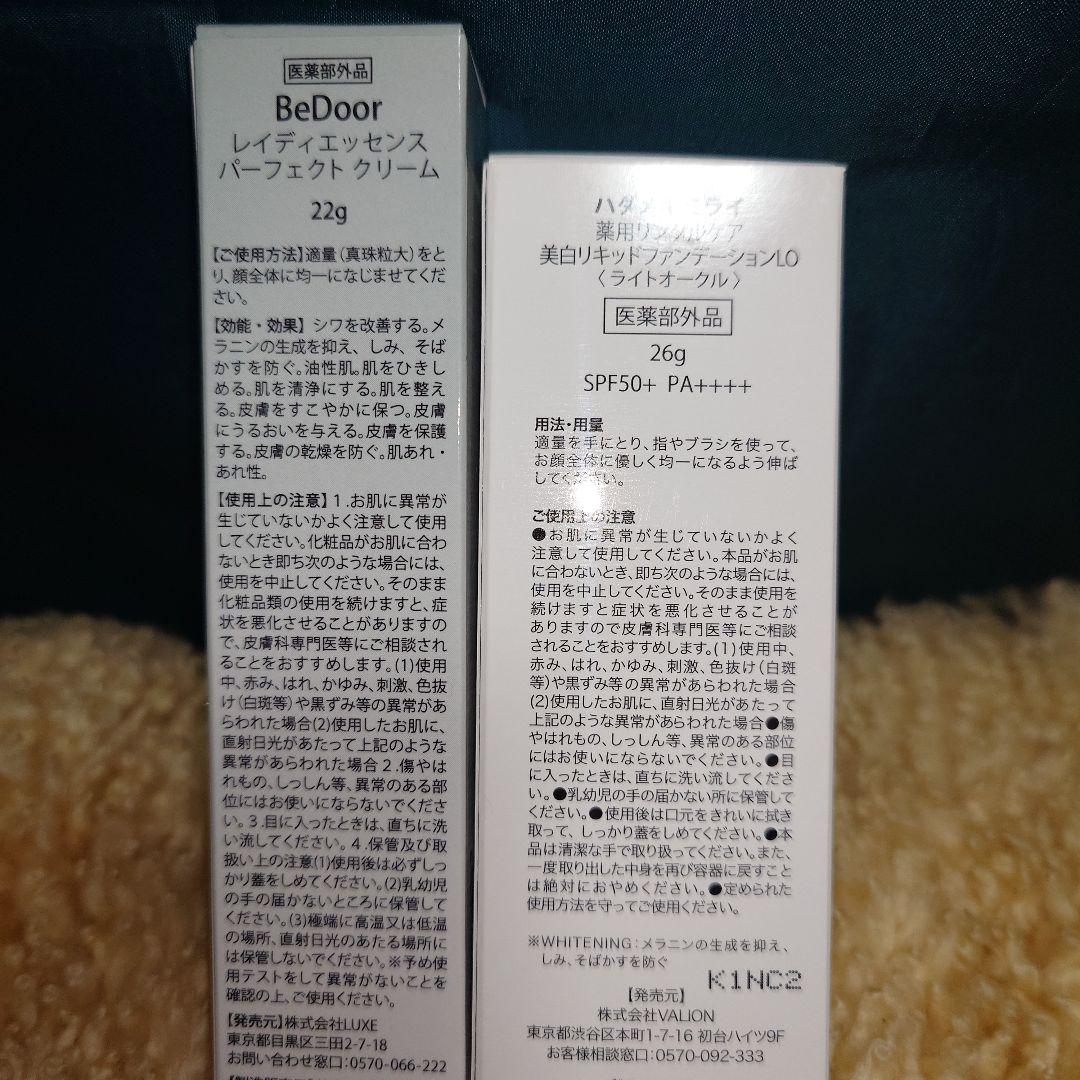 医薬部外品
BeDoor
レイディエッセンス
パーフェクト クリーム
22g
【ご使用方法】適量(真珠粒大)をと
り、顔全体に均一になじませてくだ
さい。
【効能・効果】 シワを改善する。メ
ラニンの生成を抑え、しみ、そば
かすを防ぐ。油性肌。肌をひきし
める。肌を清浄にする。肌を整え
る。皮膚をすこやかに保つ。皮膚
にうるおいを与える。皮膚を保護
する。皮膚の乾燥を防ぐ。肌あれ・
あれ性。
【使用上の注意】1.お肌に異常が
生じていないかよく注意して使用
してください。化粧品がお肌に合わ
ないとき即ち次のような場合には、
使用を中止してください。そのまま
化粧品類の使用を続けますと、症
状を悪化させることがありますの
で、皮膚科専門医等にご相談され
ることをおすすめします。(1)使用
中、赤み、はれ、かゆみ、刺激、色抜
け(白斑等)や黒ずみ等の異常があ
らわれた場合(2)使用したお肌に、
直射日光があたって上記のような
異常があらわれた場合2.傷やは
れもの、しっしん等、異常のある部
位にはお使いにならないでくださ
い。3.目に入ったときは、直ちに洗
い流してください。4.保管及び取
扱い上の注意(1)使用後は必ずしっ
かり蓋をしめてください。(2)乳幼児
の手の届かないところに保管して
ください。(3)極端に高温又は低温
の場所、直射日光のあたる場所に
は保管しないでください。※予め使
用テストをして異常がないことを
確認の上、ご使用ください。
【発売元】株式会社LUXE
東京都目黒区三田2-7-18
お問い合わせ窓口:0570-066-222
ライ
薬用リ ルケア
美白リキッドファンデーションLO
〈ライトオークル〉
医薬部外品
26g
SPF50+ PA++++
用法・用量
適量を手にとり、指やブラシを使って、
お顔全体に優しく均一になるよう伸ば
してください。
ご使用上の注意
●お肌に異常が生じていないかよく
注意して使用してください。本品がお肌
に合わないとき、即ち次のような場合には、
使用を中止してください。そのまま使用を
続けますと症状を悪化させることが
ありますので皮膚科専門医等にご相談
されることをおすすめします。(1)使用中、
赤み、はれ、かゆみ、刺激、色抜け(白斑
等)や黒ずみ等の異常があらわれた場合
(2)使用したお肌に、直射日光があたって
上記のような異常があらわれた場合●傷
やはれもの、しっしん等、異常のある部位
にはお使いにならないでください。●目
に入ったときは、直ちに洗い流してくださ
い。●乳幼児の手の届かない所に保管して
ください。●使用後は口元をきれいに拭き
取って、しっかり蓋をしめてください。●本
品は清潔な手で取り扱ってください。また、
一度取り出した中身を再び容器に戻すこと
は絶対におやめください。●定められた
使用方法を守ってご使用ください。
※WHITENING:メラニンの生成を抑え、
しみ、そばかすを防ぐ
K1NC2
【発売元】
株式会社VALION
東京都渋谷区本町1-7-16 初台ハイツ9F
お客様相談窓口:0570-092-333